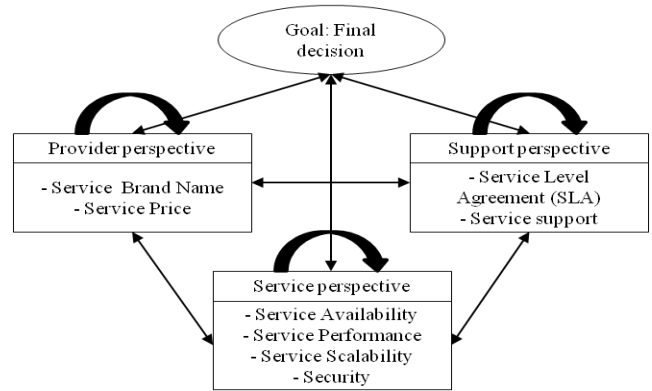 Goal: Final
decision
Provider perspective
- Service Brand Name
- Service Price
Support perspective
- Service Level
Agreement (SLA)
- Service support
Service perspective
- Service Availability
- Service Performance
- Service Scalability
- Security